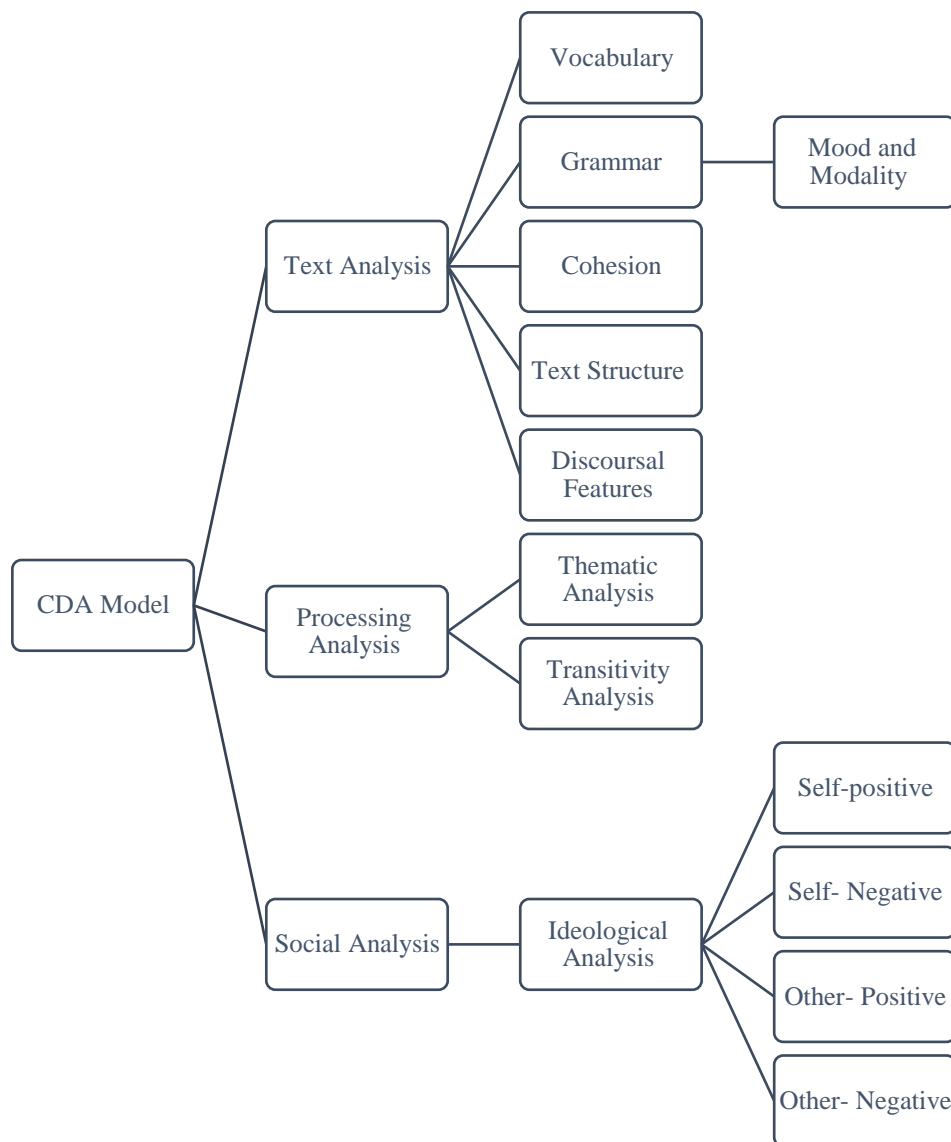 Vocabulary
Grammar
Mood and
Modality
Text Analysis
Cohesion
Text Structure
Discoursal
Features
CDA Model
Processing
Analysis
Thematic
Analysis
Transitivity
Analysis
Social Analysis
Ideological
Analysis
Self-positive
Self- Negative
Other- Positive
Other- Negative